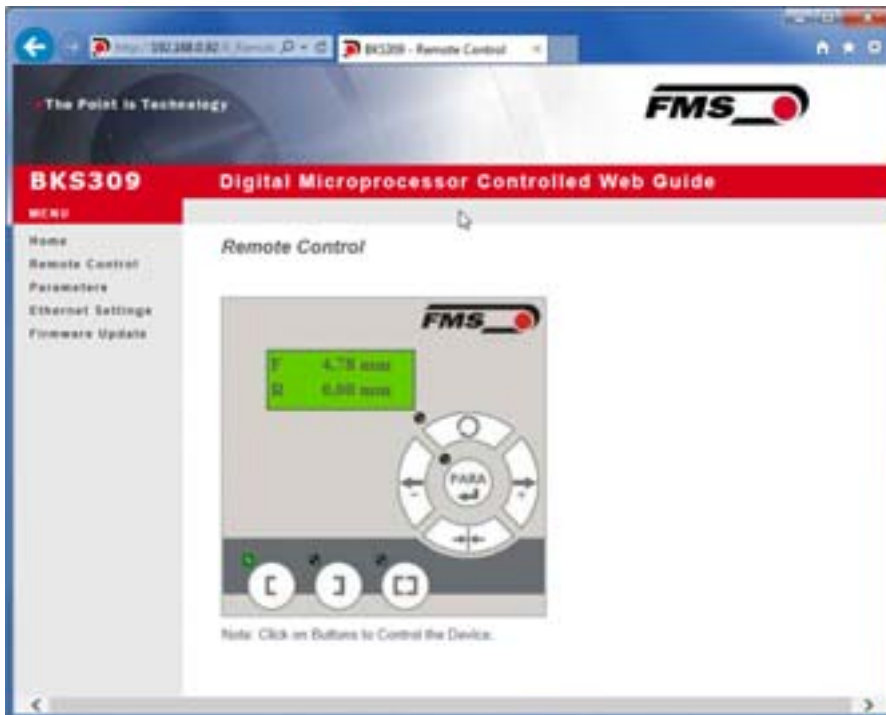 BKS309 - Remote Control
The Point is Technology
FMS
BKS309
Digital Microprocessor Controlled Web Guide
MENU
Home
Remote Control
Parameters
Ethernet Settings
Firmware Update
Remote Control
FMS
F 4.78 mm
R 0.00 mm
PARA
-
+
[
]
[ ]
Note: Click on Buttons to Control the Device.